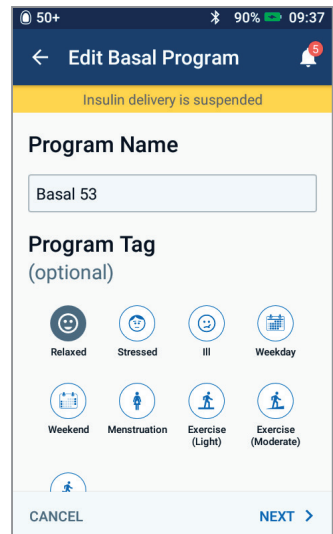 50+ 90% 09:37
Edit Basal Program 5
Insulin delivery is suspended
Program Name
Basal 53
Program Tag
(optional)
Relaxed Stressed Ill Weekday
Weekend Menstruation Exercise (Light) Exercise (Moderate)
CANCEL NEXT